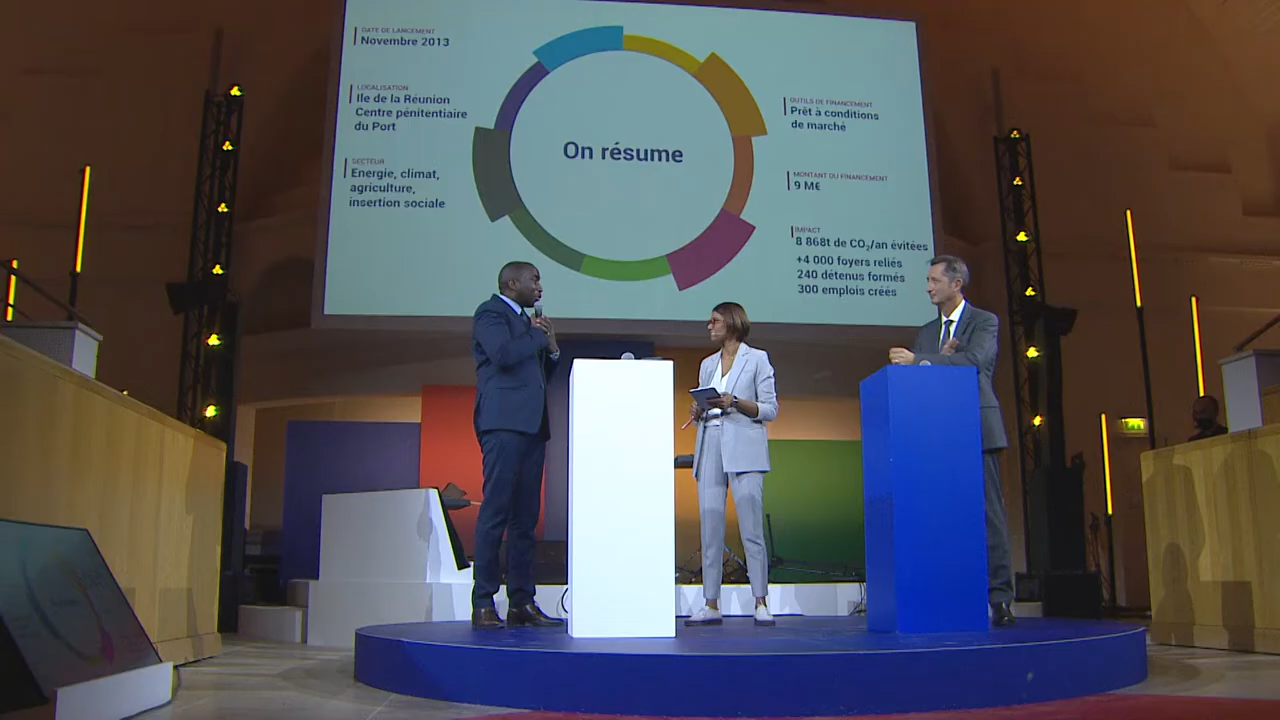 DATE DE LANCEMENT
Novembre 2013
LOCALISATION
Ile de la Réunion
Centre pénitentiaire
du Port
SECTEUR
Energie, climat,
agriculture,
insertion sociale
On résume
OUTILS DE FINANCEMENT
Prêt à conditions
de marché
MONTANT DU FINANCEMENT
9 M€
IMPACT
8 868t de CO₂/an évitées
+4 000 foyers reliés
240 détenus formés
300 emplois créés